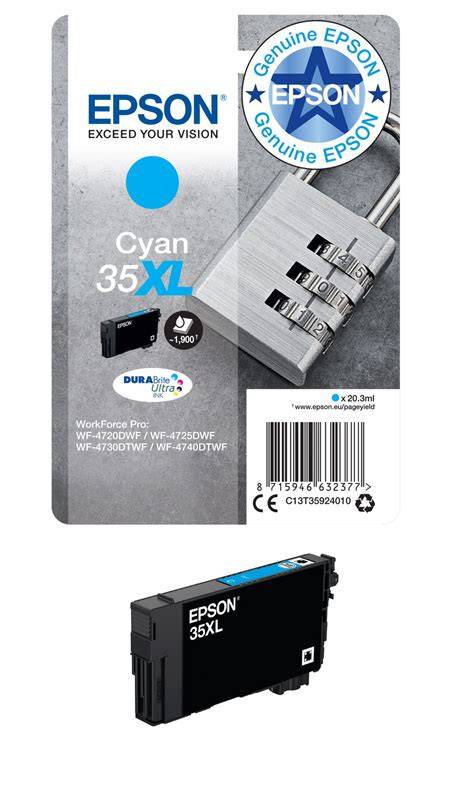 Genuine EPSON
EPSON
Genuine EPSON
EPSON®
EXCEED YOUR VISION
Cyan
35XL
EPSON
~1,900†
DURABrite
Ultra
INK
x 20.3ml
† www.epson.eu/pageyield
WorkForce Pro:
WF-4720DWF / WF-4725DWF
WF-4730DTWF / WF-4740DTWF
8 715946 632377 >
CE C13T35924010
EPSON
35XL